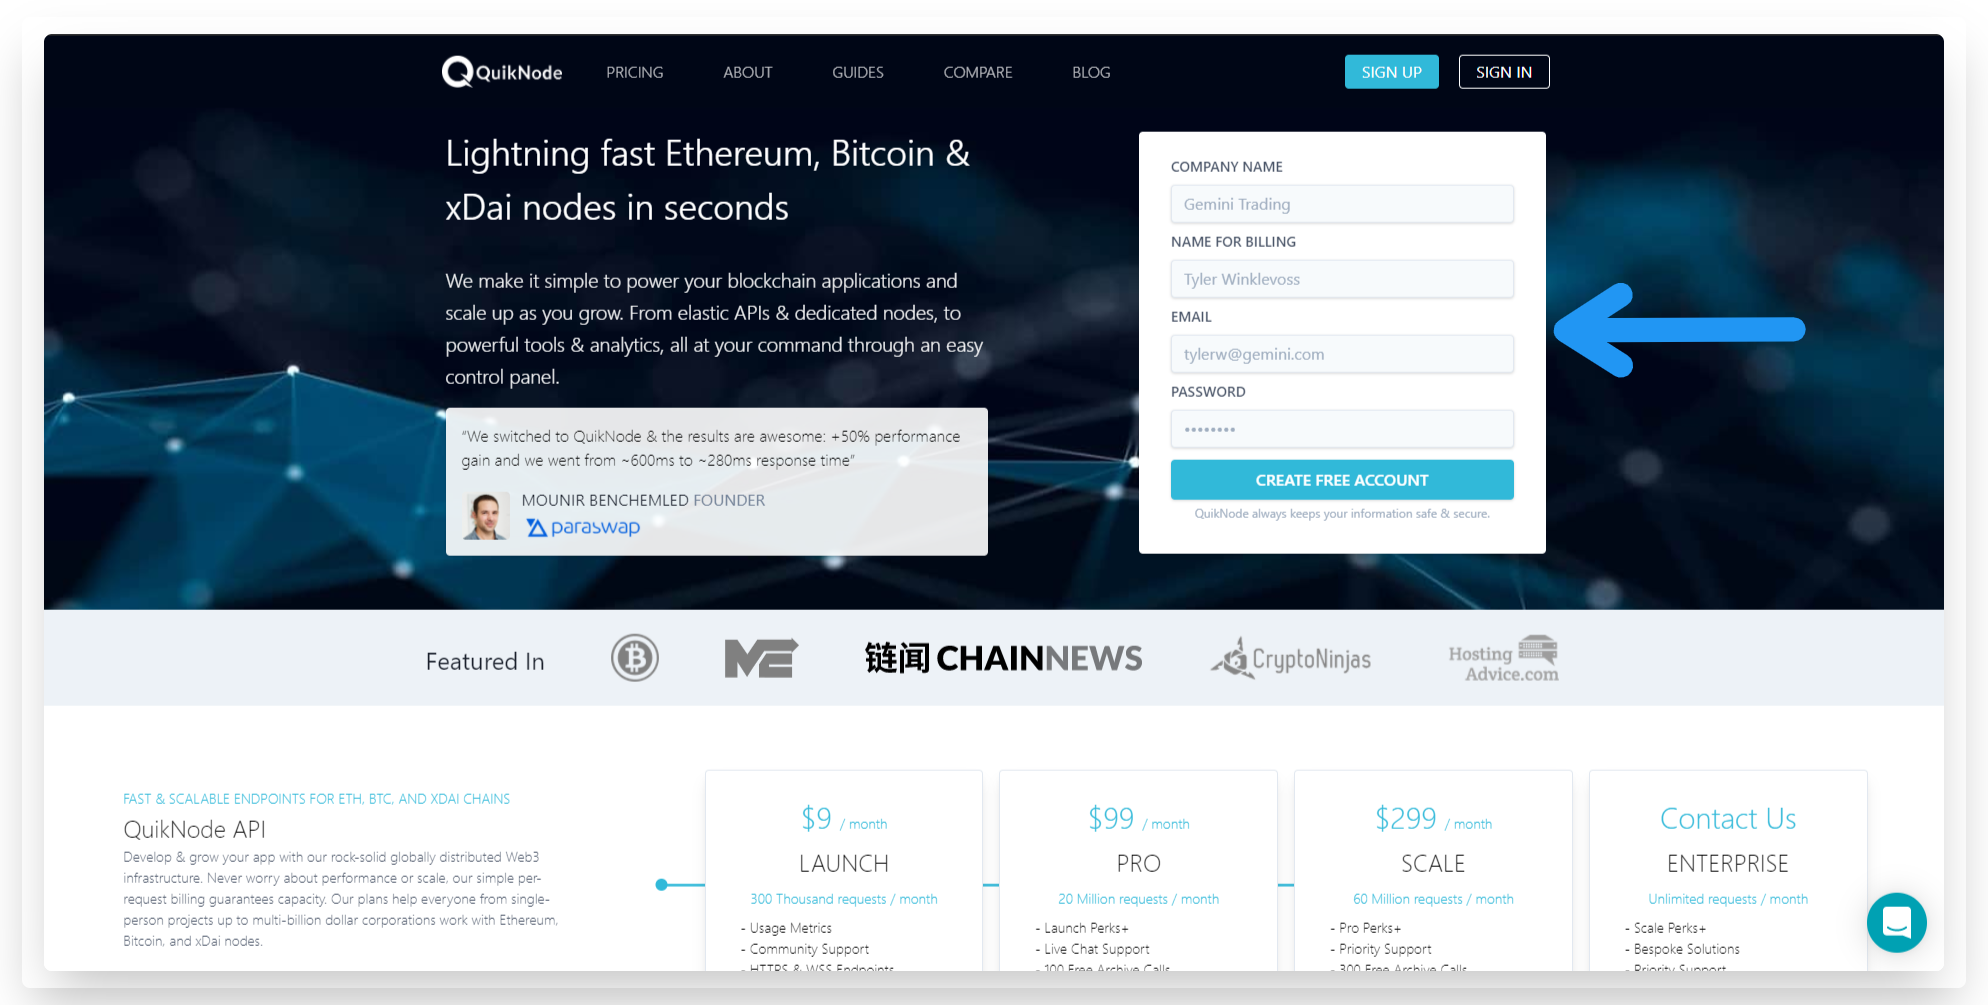 QuikNode PRICING ABOUT GUIDES COMPARE BLOG SIGN UP SIGN IN
Lightning fast Ethereum, Bitcoin &
xDai nodes in seconds
We make it simple to power your blockchain applications and
scale up as you grow. From elastic APIs & dedicated nodes, to
powerful tools & analytics, all at your command through an easy
control panel.
“We switched to QuikNode & the results are awesome: +50% performance
gain and we went from ~600ms to ~280ms response time”
MOUNIR BENCHEMLED FOUNDER
paraswap
COMPANY NAME
Gemini Trading
NAME FOR BILLING
Tyler Winklevoss
EMAIL
tylerw@gemini.com
PASSWORD
••••••••
CREATE FREE ACCOUNT
QuikNode always keeps your information safe & secure.
Featured In
ME
链闻 CHAINNEWS
CryptoNinjas
Hosting
Advice.com
FAST & SCALABLE ENDPOINTS FOR ETH, BTC, AND XDAI CHAINS
QuikNode API
Develop & grow your app with our rock-solid globally distributed Web3
infrastructure. Never worry about performance or scale, our simple per-
request billing guarantees capacity. Our plans help everyone from single-
person projects up to multi-billion dollar corporations work with Ethereum,
Bitcoin, and xDai nodes.
$9 / month
LAUNCH
300 Thousand requests / month
- Usage Metrics
- Community Support
- HTTPS & WSS Endpoints
$99 / month
PRO
20 Million requests / month
- Launch Perks+
- Live Chat Support
- 100 Free Archive Calls
$299 / month
SCALE
60 Million requests / month
- Pro Perks+
- Priority Support
- 300 Free Archive Calls
Contact Us
ENTERPRISE
Unlimited requests / month
- Scale Perks+
- Bespoke Solutions
- Priority Support